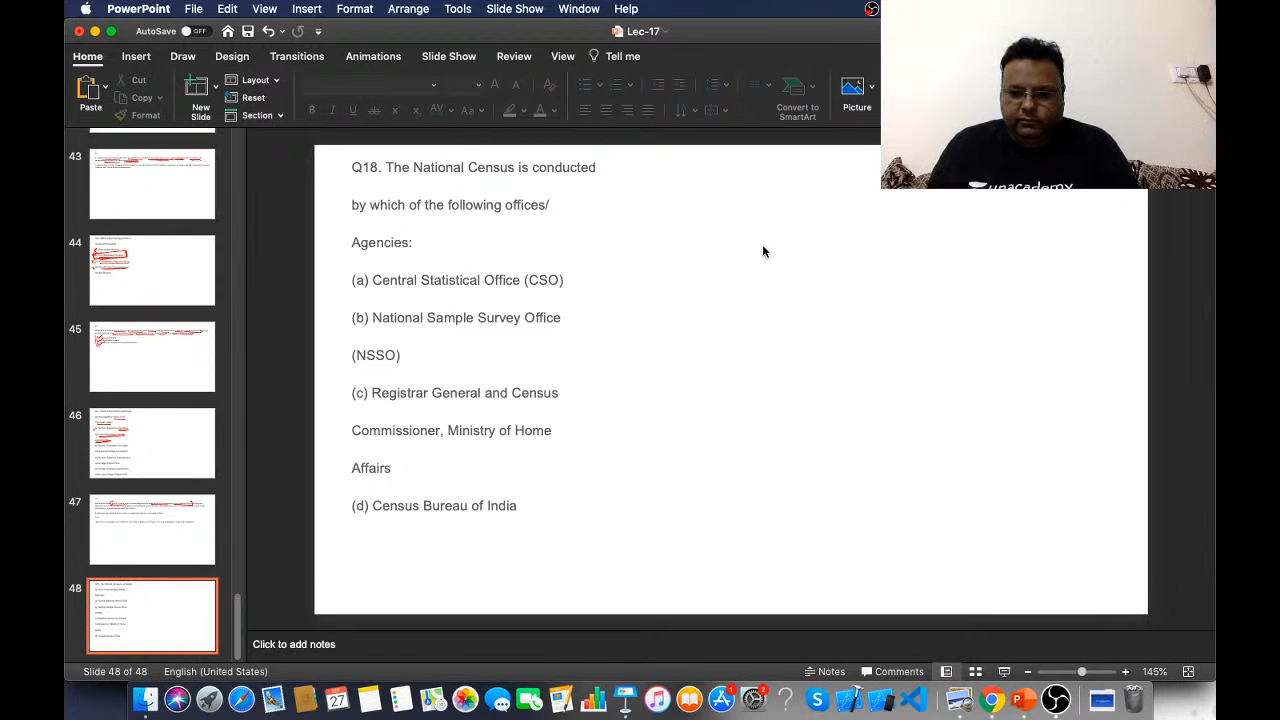 PowerPoint File Edit View Insert Format Arrange Tools Slide Show Window Help
AutoSave OFF Lec-17
Home Insert Draw Design Transitions Animations Slide Show Review View Tell me
Paste Cut Copy Format New Slide Layout Reset Section Convert to SmartArt Picture
unacademy
43
44
45
46
47
48
Q18. The National Census is conducted
by which of the following offices/
Agencies:
(a) Central Statistical Office (CSO)
(b) National Sample Survey Office
(NSSO)
(c) Registrar General and Census
Commissioner, Ministry of Home
Affairs
(d) Census Bureau of India
Click to add notes
Slide 48 of 48 English (United States) Notes Comments 145%